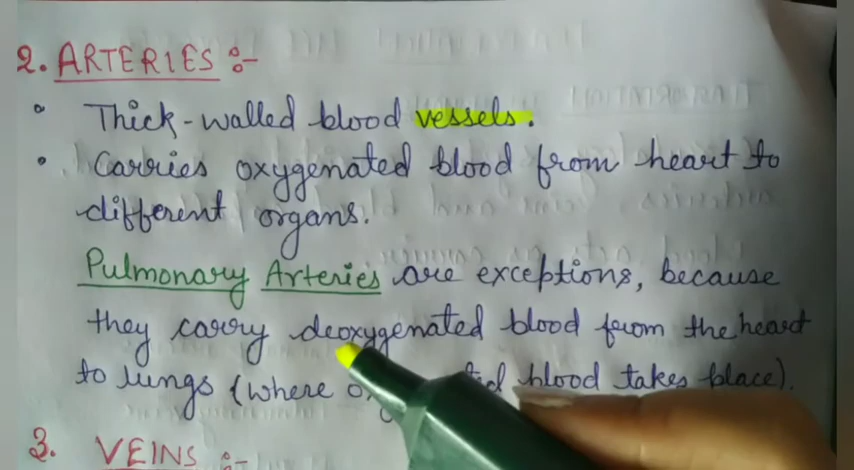 2. ARTERIES :-
• Thick-walled blood vessels.
• Carries oxygenated blood from heart to
different organs.
Pulmonary Arteries are exceptions, because
they carry deoxygenated blood from the heart
to lungs (where blood takes place).
3. VEINS :-